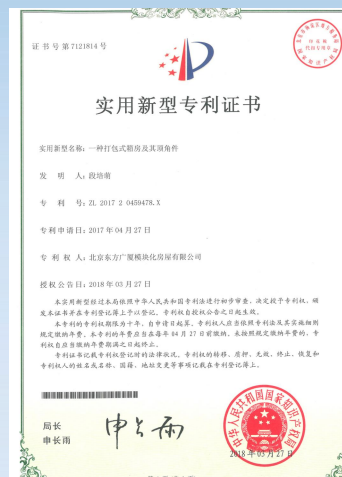 证书号第7121814号
实用新型专利证书
实用新型名称:一种打包式箱房及其顶角件
发 明 人:段培萌
专 利 号:ZL 2017 2 0459478.X
专利申请日:2017年04月27日
专 利 权 人:北京东方广厦模块化房屋有限公司
授权公告日:2018年03月27日
本实用新型经过本局依照中华人民共和国专利法进行初步审查,决定授予专利权,颁
发本证书并在专利登记簿上予以登记。专利权自授权公告之日起生效。
本专利的专利权期限为十年,自申请日起算。专利权人应当依照专利法及其实施细则
规定缴纳年费。本专利的年费应当在每年04月27日前缴纳。未按照规定缴纳年费的,专利
权自应当缴纳年费期满之日起终止。
专利证书记载专利权登记时的法律状况。专利权的转移、质押、无效、终止、恢复和
专利权人的姓名或名称、国籍、地址变更等事项记载在专利登记簿上。
局长
申长雨
申长雨
中华人民共和国国家知识产权局
2018年03月27日